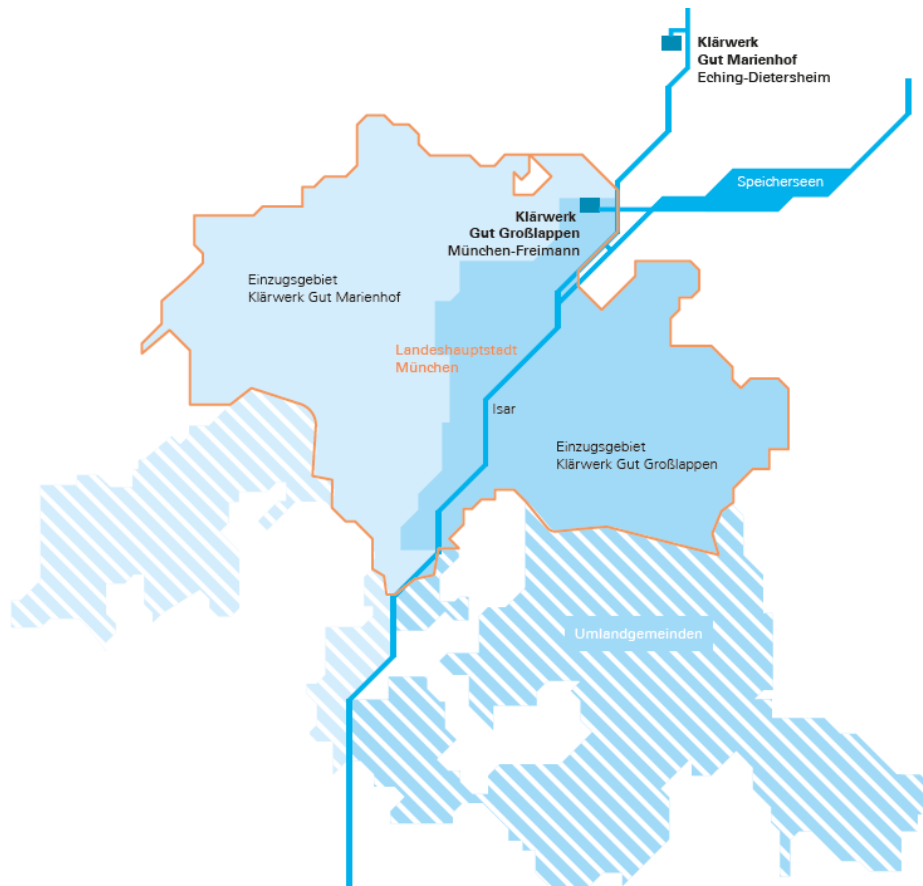 Klärwerk
Gut Marienhof
Eching-Dietersheim
Speicherseen
Klärwerk
Gut Großlappen
München-Freimann
Einzugsgebiet
Klärwerk Gut Marienhof
Landeshauptstadt
München
Isar
Einzugsgebiet
Klärwerk Gut Großlappen
Umlandgemeinden